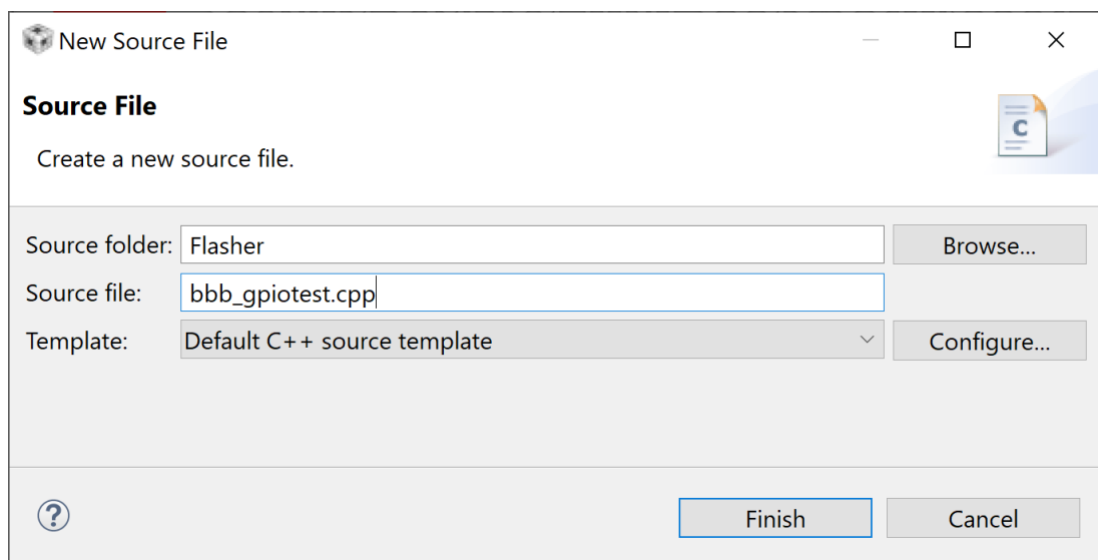 New Source File
Source File
Create a new source file.
C
Source folder: Flasher Browse...
Source file: bbb_gpiotest.cpp
Template: Default C++ source template Configure...
? Finish Cancel